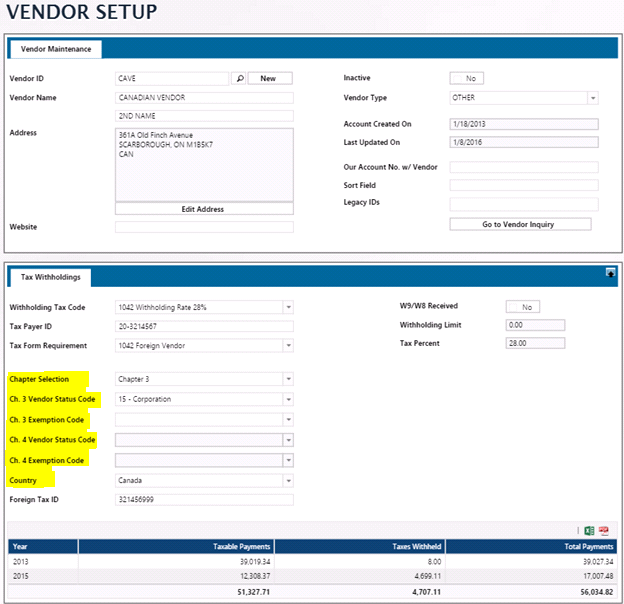 VENDOR SETUP
Vendor Maintenance
Vendor ID CAVE New
Vendor Name CANADIAN VENDOR
2ND NAME
Address 361A Old Finch Avenue
SCARBOROUGH, ON M1B5K7
CAN
Edit Address
Website
Inactive No
Vendor Type OTHER
Account Created On 1/18/2013
Last Updated On 1/8/2016
Our Account No. w/ Vendor
Sort Field
Legacy IDs
Go to Vendor Inquiry
Tax Withholdings
Withholding Tax Code 1042 Withholding Rate 28%
Tax Payer ID 20-3214567
Tax Form Requirement 1042 Foreign Vendor
W9/W8 Received No
Withholding Limit 0.00
Tax Percent 28.00
Chapter Selection Chapter 3
Ch. 3 Vendor Status Code 15 - Corporation
Ch. 3 Exemption Code
Ch. 4 Vendor Status Code
Ch. 4 Exemption Code
Country Canada
Foreign Tax ID 321456999
Year Taxable Payments Taxes Withheld Total Payments
2013 39,019.34 8.00 39,027.34
2015 12,308.37 4,699.11 17,007.48
51,327.71 4,707.11 56,034.82